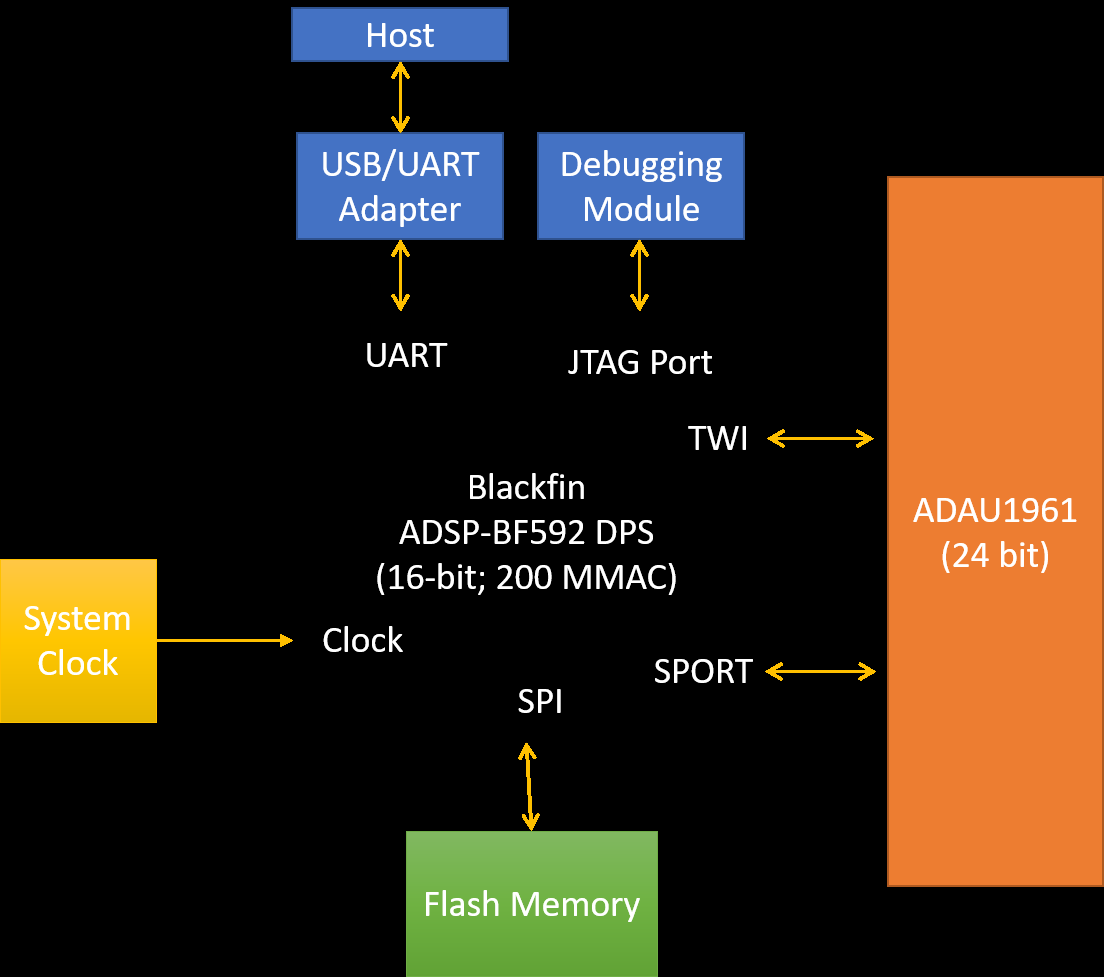 Host
USB/UART
Adapter
Debugging
Module
UART
JTAG Port
TWI
Blackfin
ADSP-BF592 DPS
(16-bit; 200 MMAC)
ADAU1961
(24 bit)
System
Clock
Clock
SPORT
SPI
Flash Memory